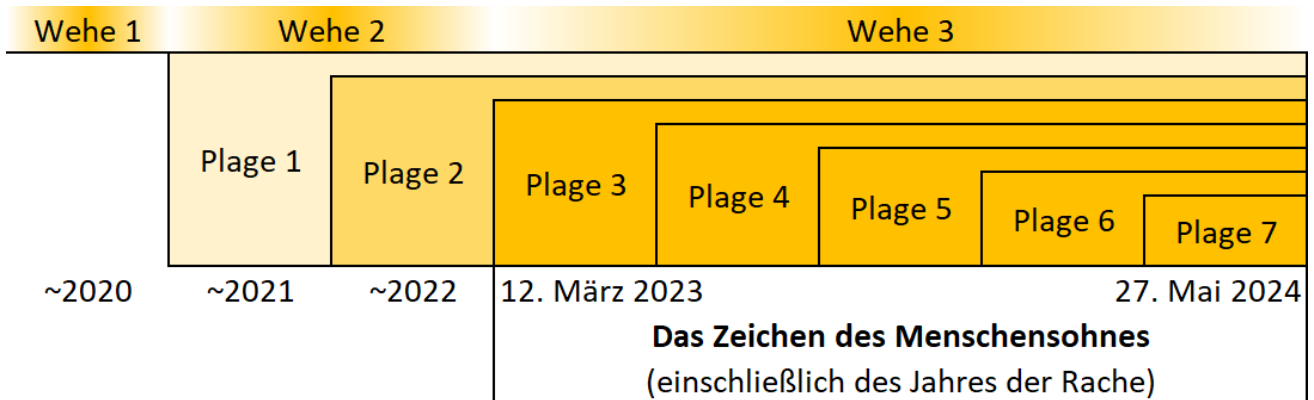 Wehe 1 Wehe 2 Wehe 3
Plage 1
Plage 2
Plage 3
Plage 4
Plage 5
Plage 6
Plage 7
~2020 ~2021 ~2022 12. März 2023 27. Mai 2024
Das Zeichen des Menschensohnes
(einschließlich des Jahres der Rache)